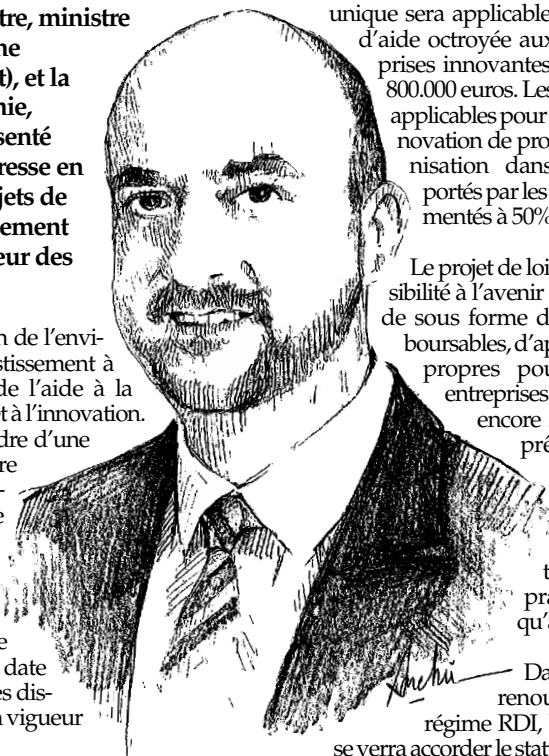 tre, ministre
ne
t), et la
nie,
senté
resse en
jets de
ement
eur des
n de l'envi-
stissement à
de l'aide à la
et à l'innovation.
dre d'une
re
-
e
e
date
es dis-
n vigueur
unique sera applicable
d'aide octroyée aux
prises innovantes
800.000 euros. Les
applicables pour
novation de pro
nisation dans
portés par les
mentés à 50%
Le projet de loi
sibilité à l'avenir
de sous forme d
boursables, d'ap
propres pou
entreprises
encore
pré
t
pra
qu'a
Da
renou
régime RDI,
se verra accorder le stat